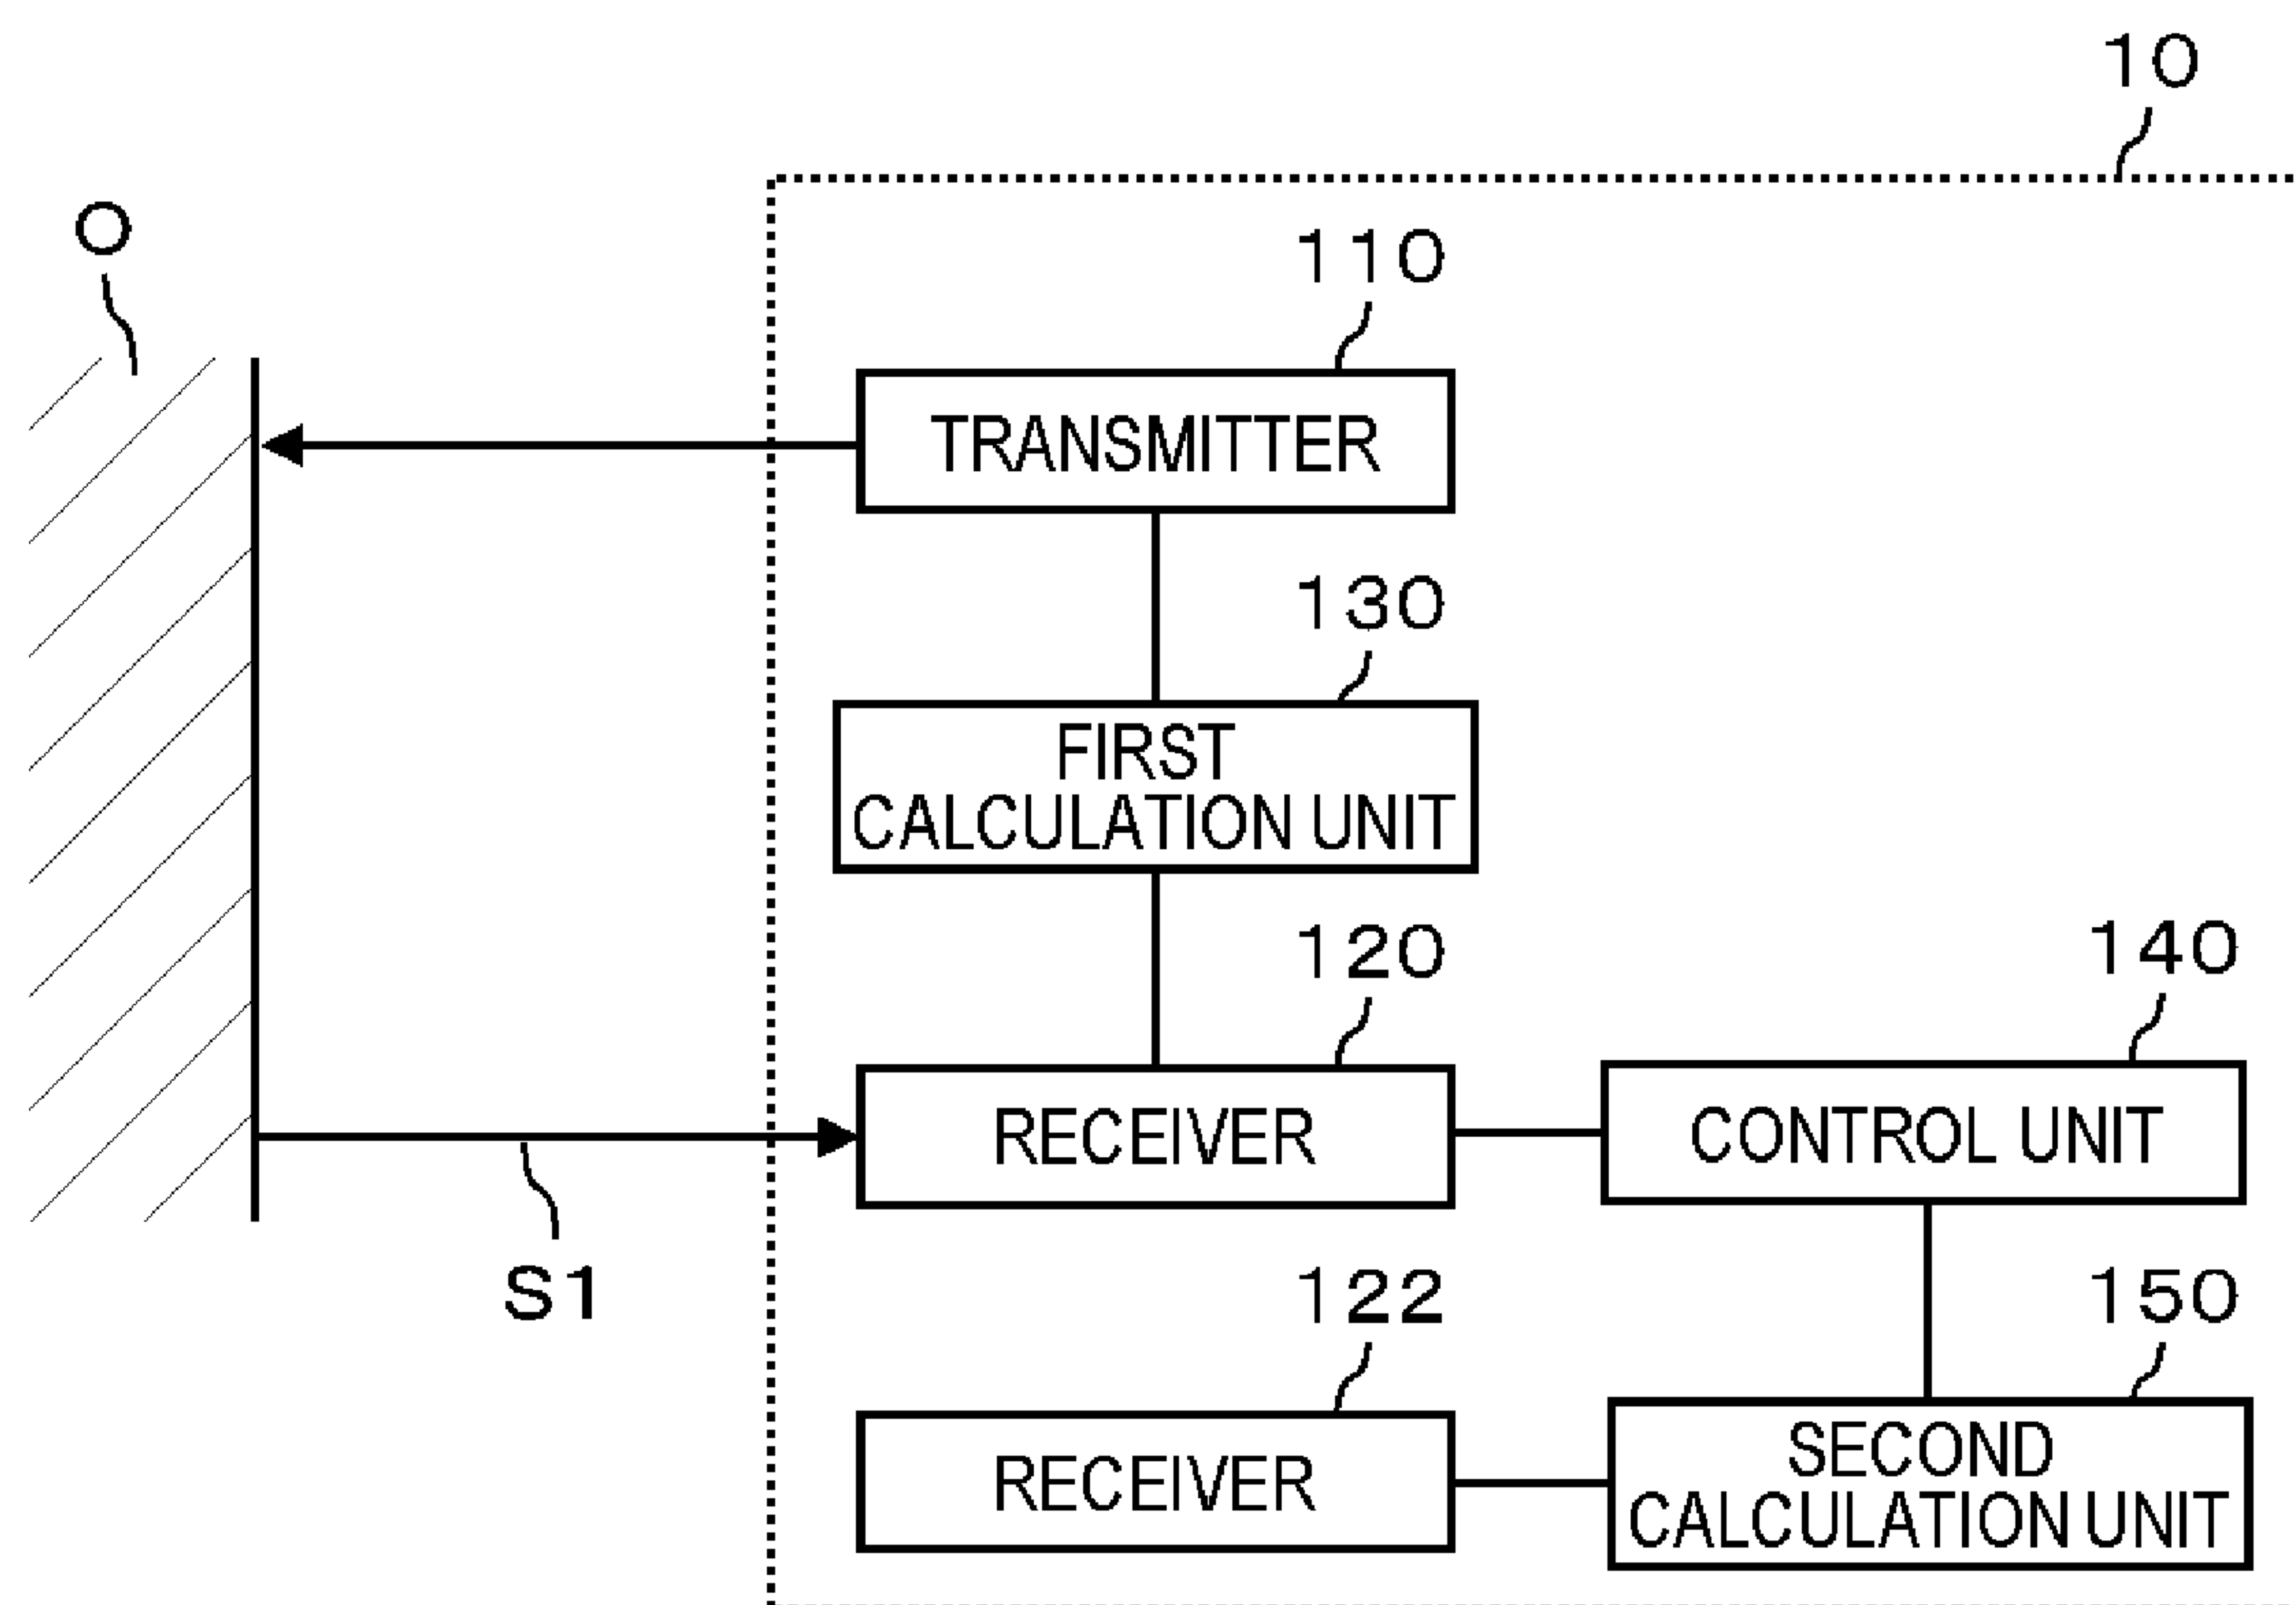 10
O
110
TRANSMITTER
130
FIRST
CALCULATION UNIT
120
140
RECEIVER
CONTROL UNIT
S1
122
150
RECEIVER
SECOND
CALCULATION UNIT